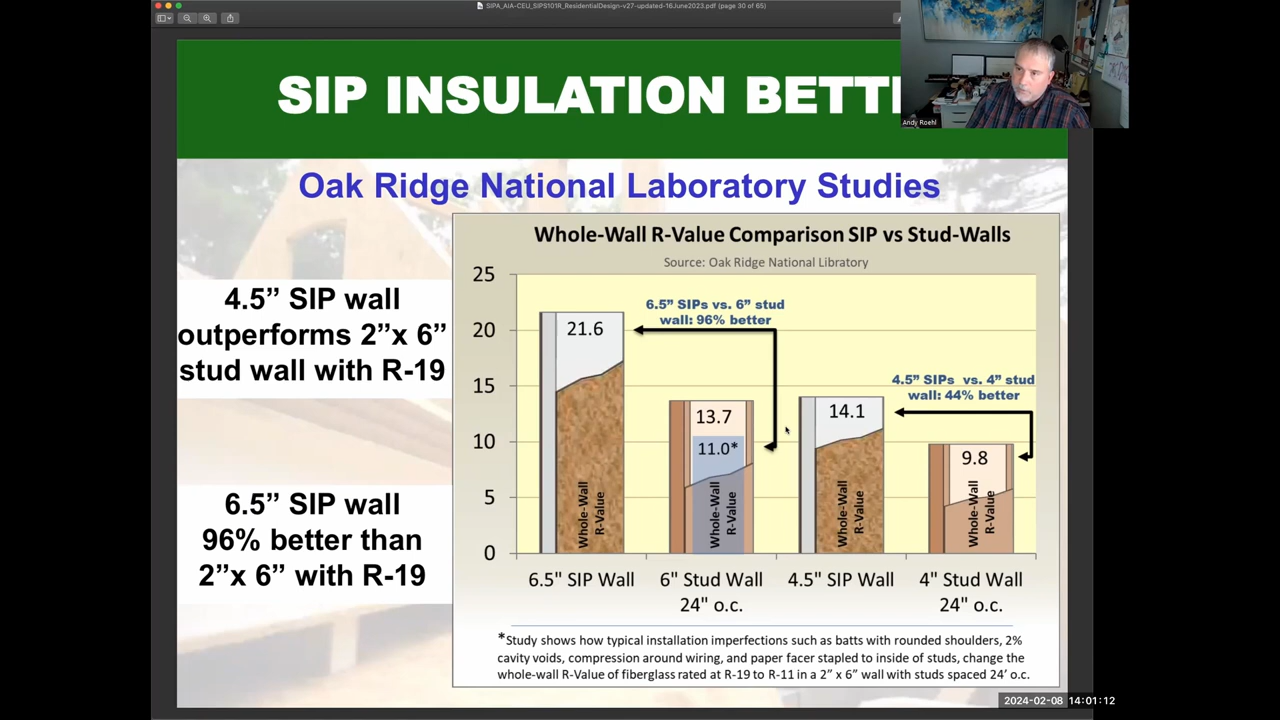 SIPA_AIA-CEU_SIPS101R_ResidentialDesign-v27-updated-16June2023.pdf (page 30 of 65)
SIP INSULATION
Andy Roehl
Oak Ridge National Laboratory Studies
4.5” SIP wall
outperforms 2”x 6”
stud wall with R-19
6.5” SIP wall
96% better than
2”x 6” with R-19
Whole-Wall R-Value Comparison SIP vs Stud-Walls
Source: Oak Ridge National Libratory
25
20
15
10
5
0
6.5” SIPs vs. 6” stud
wall: 96% better
4.5” SIPs vs. 4” stud
wall: 44% better
21.6
13.7
11.0*
14.1
9.8
Whole-Wall
R-Value
Whole-Wall
R-Value
Whole-Wall
R-Value
Whole-Wall
R-Value
6.5" SIP Wall
6" Stud Wall
24" o.c.
4.5" SIP Wall
4" Stud Wall
24" o.c.
*Study shows how typical installation imperfections such as batts with rounded shoulders, 2%
cavity voids, compression around wiring, and paper facer stapled to inside of studs, change the
whole-wall R-Value of fiberglass rated at R-19 to R-11 in a 2” x 6” wall with studs spaced 24’ o.c.
2024-02-08 14:01:12